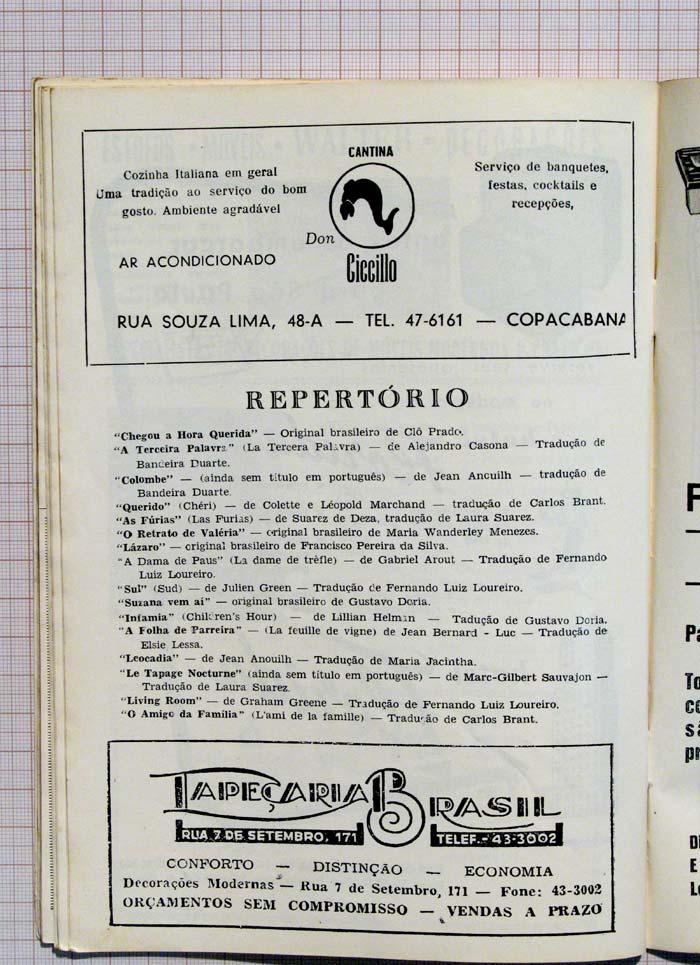 Cozinha Italiana em geral
Uma tradição ao serviço do bom
gosto. Ambiente agradável
AR ACONDICIONADO
CANTINA
Don
Ciccillo
Serviço de banquetes,
festas, cocktails e
recepções,
RUA SOUZA LIMA, 48-A — TEL. 47-6161 — COPACABANA
REPERTÓRIO
"Chegou a Hora Querida" — Original brasileiro de Clô Prado.
"A Terceira Palavra" (La Tercera Palavra) — de Alejandro Casona — Tradução de
Bandeira Duarte.
"Colombe" — (ainda sem título em português) — de Jean Ancuilh — tradução de
Bandeira Duarte.
"Querido" (Chéri) — de Colette e Léopold Marchand — tradução de Carlos Brant.
"As Fúrias" (Las Furias) — de Suarez de Deza, tradução de Laura Suarez.
"O Retrato de Valéria" — original brasileiro de Maria Wanderley Menezes.
"Lázaro" — original brasileiro de Francisco Pereira da Silva.
"A Dama de Paus" (La dame de trèfle) — de Gabriel Arout — Tradução de Fernando
Luiz Loureiro.
"Sul" (Sud) — de Julien Green — Tradução de Fernando Luiz Loureiro.
"Suzana vem aí" — original brasileiro de Gustavo Doria.
"Infamia" (Children's Hour) — de Lillian Helman — Tadução de Gustavo Doria.
"A Folha de Parreira" — (La feuille de vigne) de Jean Bernard - Luc — Tradução de
Elsie Lessa.
"Leocadia" — de Jean Anouilh — Tradução de Maria Jacintha.
"Le Tapage Nocturne" (ainda sem título em português) — de Marc-Gilbert Sauvajon —
Tradução de Laura Suarez.
"Living Room" — de Graham Greene — Tradução de Fernando Luiz Loureiro.
"O Amigo da Família" (L'ami de la famille) — Tradução de Carlos Brant.
TAPEÇARIA BRASIL
RUA 7 DE SETEMBRO, 171 TELEF.- 43-3002
CONFORTO — DISTINÇÃO — ECONOMIA
Decorações Modernas — Rua 7 de Setembro, 171 — Fone: 43-3002
ORÇAMENTOS SEM COMPROMISSO — VENDAS A PRAZO